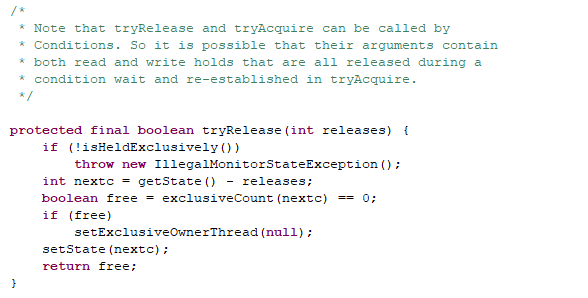 /*
 * Note that tryRelease and tryAcquire can be called by
 * Conditions. So it is possible that their arguments contain
 * both read and write holds that are all released during a
 * condition wait and re-established in tryAcquire.
 */

protected final boolean tryRelease(int releases) {
    if (!isHeldExclusively())
        throw new IllegalMonitorStateException();
    int nextc = getState() - releases;
    boolean free = exclusiveCount(nextc) == 0;
    if (free)
        setExclusiveOwnerThread(null);
    setState(nextc);
    return free;
}